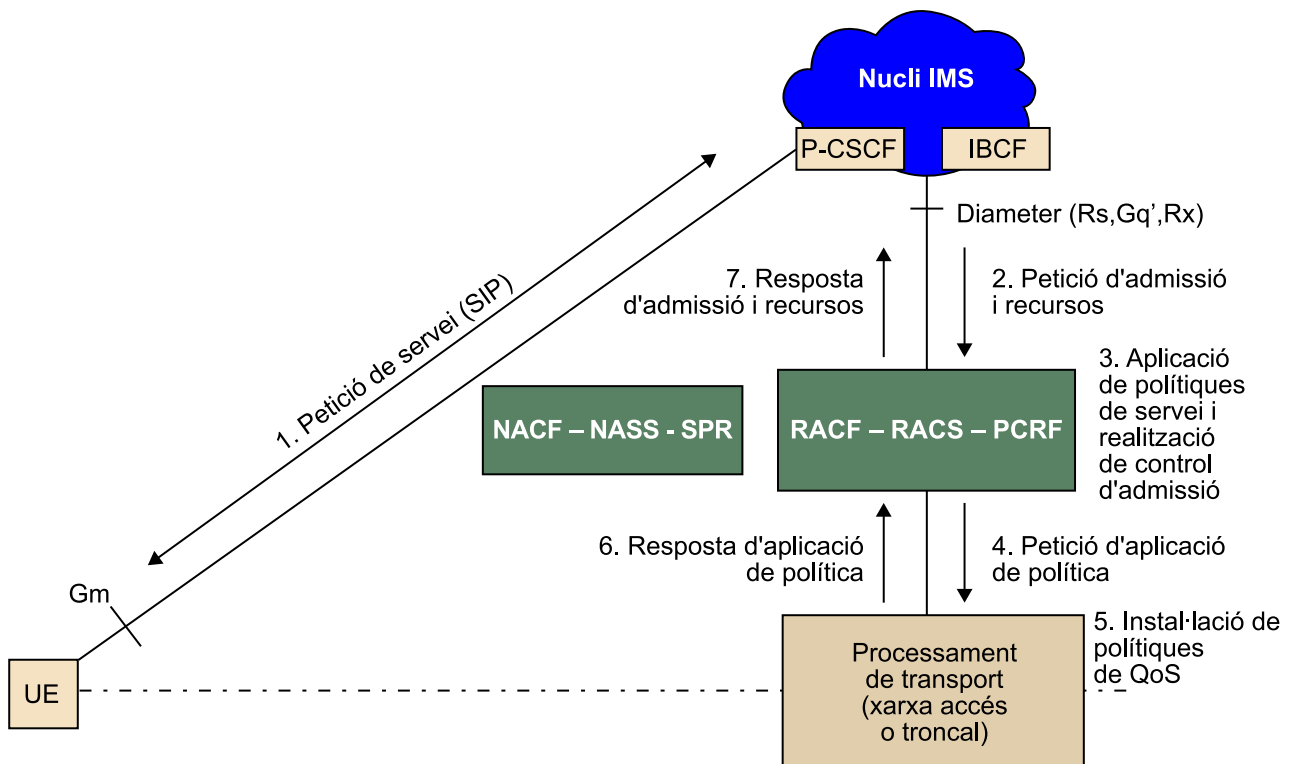 Nucli IMS
P-CSCF
IBCF
Diameter (Rs,Gq’,Rx)
7. Resposta
d'admissió i recursos
2. Petició d'admissió
i recursos
1. Petició de servei (SIP)
3. Aplicació
de polítiques
de servei i
realització
de control
d'admissió
NACF – NASS - SPR
RACF – RACS – PCRF
6. Resposta d'aplicació
de política
4. Petició d'aplicació
de política
Gm
5. Instal·lació de
polítiques
de QoS
UE
Processament
de transport
(xarxa accés
o troncal)